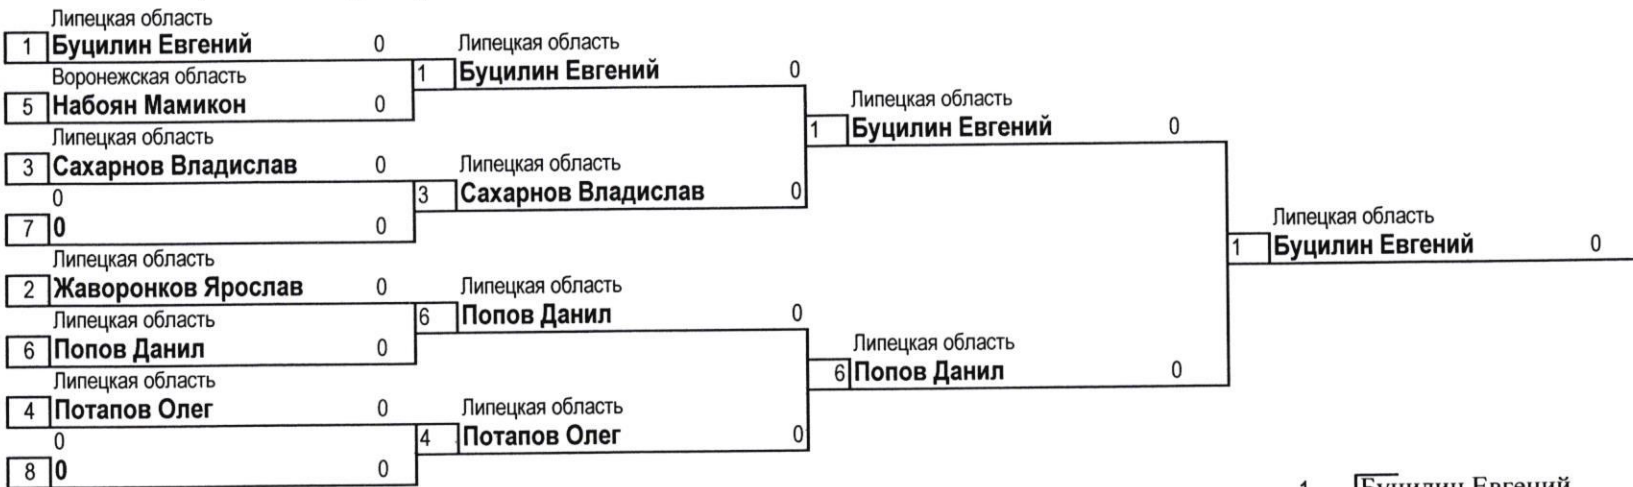 Липецкая область
1 Буцилин Евгений 0
Воронежская область
5 Набоян Мамикон 0
Липецкая область
3 Сахарнов Владислав 0
0
7 0 0
Липецкая область
2 Жаворонков Ярослав 0
Липецкая область
6 Попов Данил 0
Липецкая область
4 Потапов Олег 0
0
8 0 0
Липецкая область
1 Буцилин Евгений 0
Липецкая область
3 Сахарнов Владислав 0
Липецкая область
6 Попов Данил 0
Липецкая область
4 Потапов Олег 0
Липецкая область
1 Буцилин Евгений 0
Липецкая область
6 Попов Данил 0
Липецкая область
1 Буцилин Евгений 0
1 Буцилин Евгений